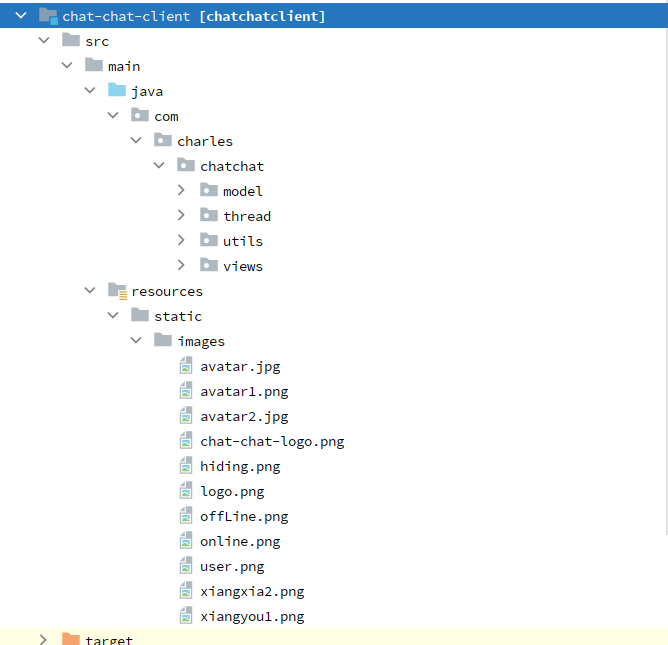 chat-chat-client [chatchatclient]
src
main
java
com
charles
chatchat
model
thread
utils
views
resources
static
images
avatar.jpg
avatar1.png
avatar2.jpg
chat-chat-logo.png
hiding.png
logo.png
offLine.png
online.png
user.png
xiangxia2.png
xiangyou1.png
target